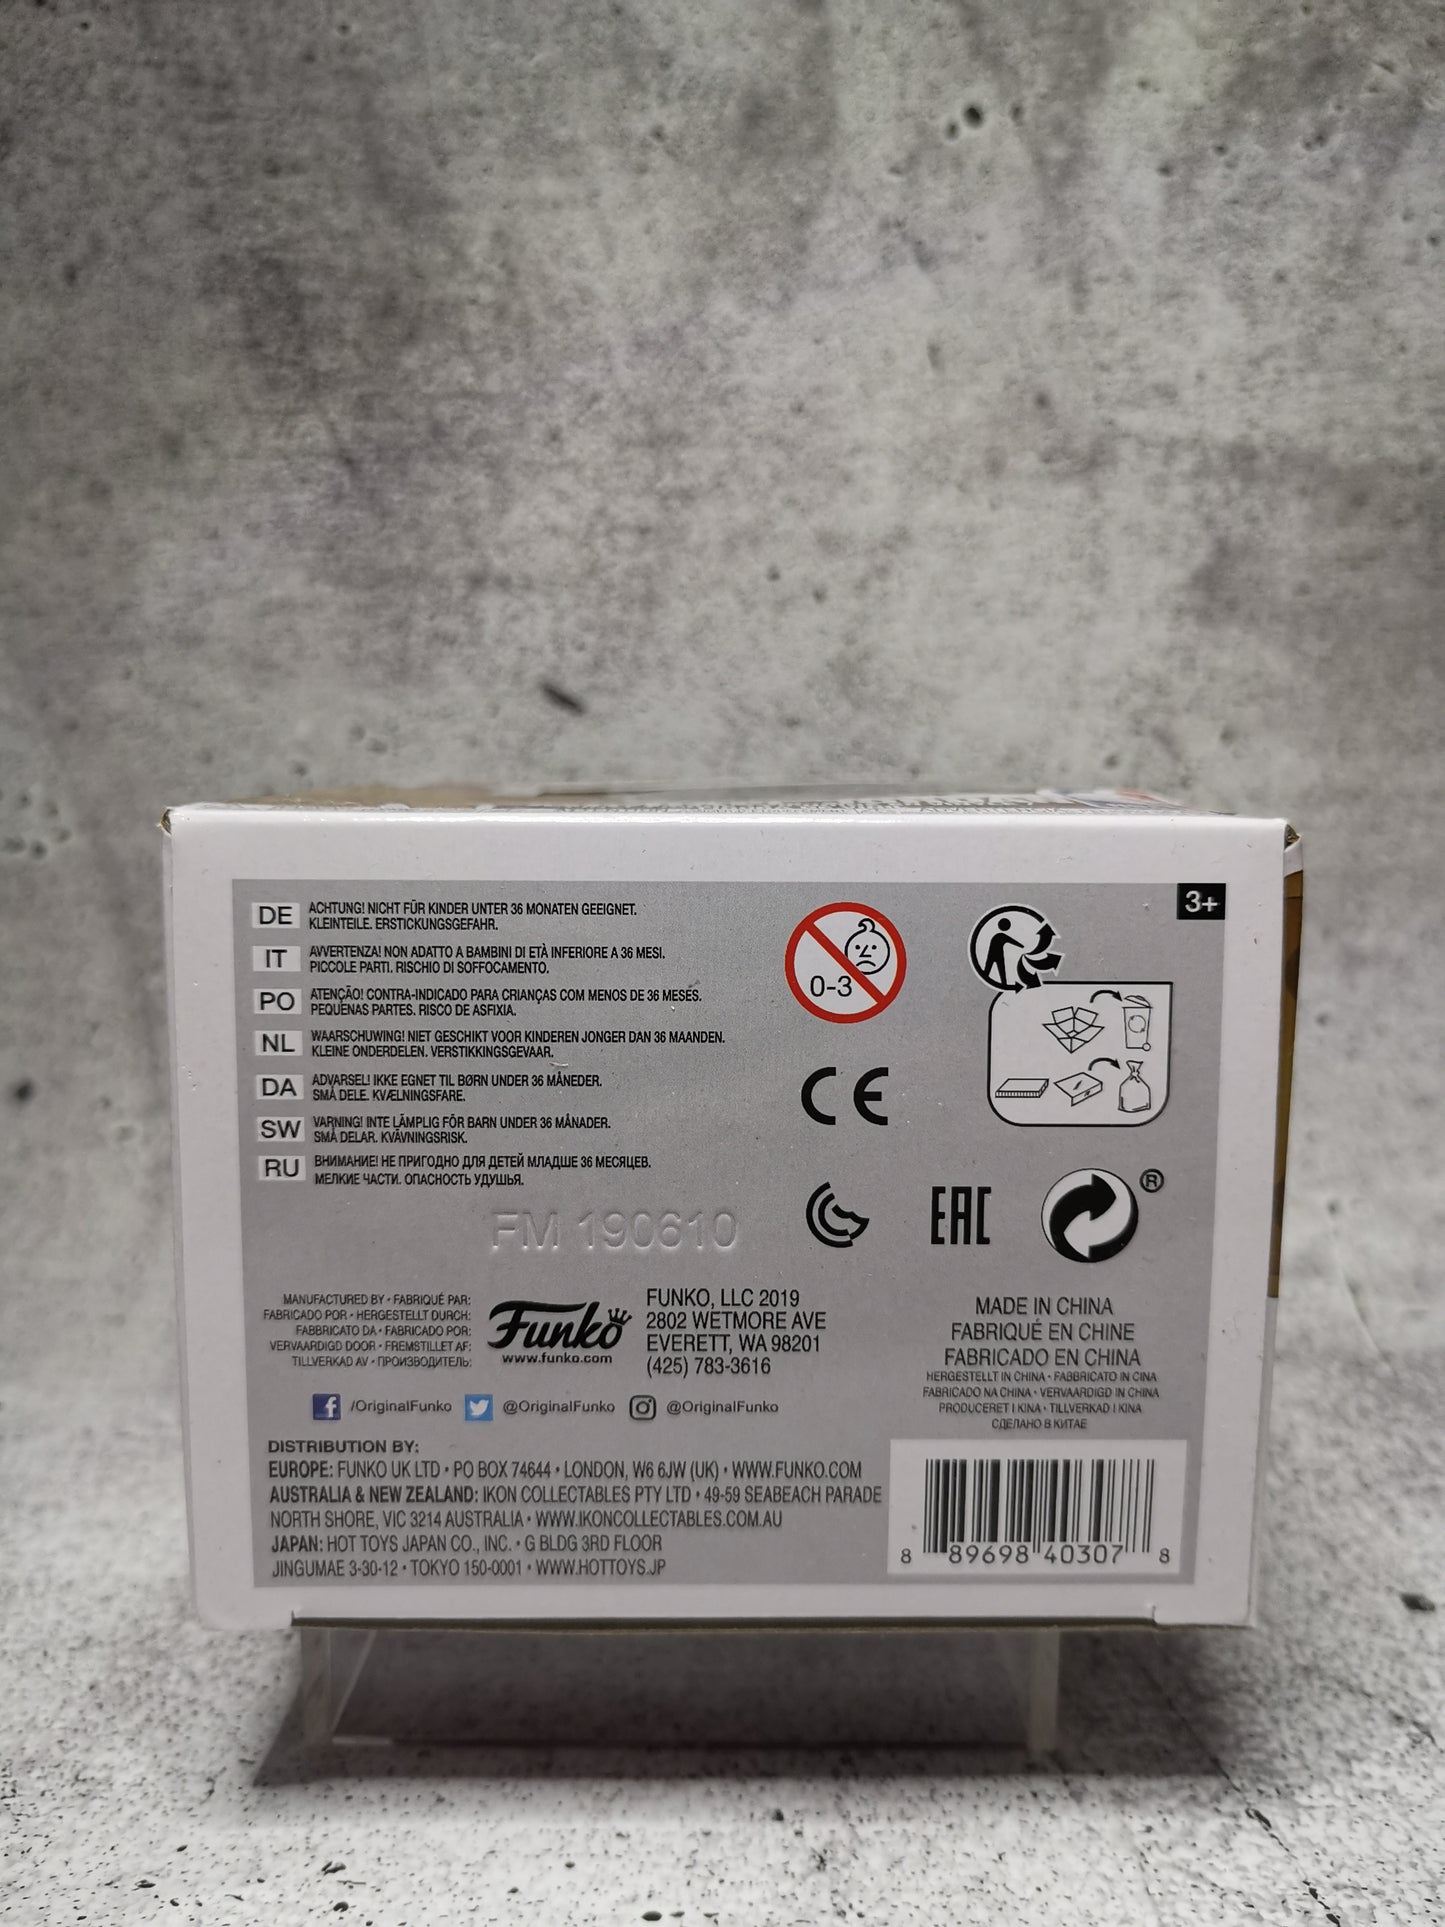 3+
DE ACHTUNG! NICHT FÜR KINDER UNTER 36 MONATEN GEEIGNET.
KLEINTEILE. ERSTICKUNGSGEFAHR.
IT AVVERTENZA! NON ADATTO A BAMBINI DI ETÀ INFERIORE A 36 MESI.
PICCOLE PARTI. RISCHIO DI SOFFOCAMENTO.
PO ATENÇÃO! CONTRA-INDICADO PARA CRIANÇAS COM MENOS DE 36 MESES.
PEQUENAS PARTES. RISCO DE ASFIXIA.
NL WAARSCHUWING! NIET GESCHIKT VOOR KINDEREN JONGER DAN 36 MAANDEN.
KLEINE ONDERDELEN. VERSTIKKINGSGEVAAR.
DA ADVARSEL! IKKE EGNET TIL BØRN UNDER 36 MÅNEDER.
SMÅ DELE. KVÆLNINGSFARE.
SW VARNING! INTE LÄMPLIG FÖR BARN UNDER 36 MÅNADER.
SMÅ DELAR. KVÄVNINGSRISK.
RU ВНИМАНИЕ! НЕ ПРИГОДНО ДЛЯ ДЕТЕЙ МЛАДШЕ 36 МЕСЯЦЕВ.
МЕЛКИЕ ЧАСТИ. ОПАСНОСТЬ УДУШЬЯ.
0-3
CE
EAC
®
FM 190610
MANUFACTURED BY • FABRIQUÉ PAR:
FABRICADO POR • HERGESTELLT DURCH:
FABBRICATO DA • FABRICADO POR:
VERVAARDIGD DOOR • FREMSTILLET AF:
TILLVERKAD AV • ПРОИЗВОДИТЕЛЬ:
Funko
www.funko.com
FUNKO, LLC 2019
2802 WETMORE AVE
EVERETT, WA 98201
(425) 783-3616
MADE IN CHINA
FABRIQUÉ EN CHINE
FABRICADO EN CHINA
HERGESTELLT IN CHINA • FABBRICATO IN CINA
FABRICADO NA CHINA • VERVAARDIGD IN CHINA
PRODUCERET I KINA • TILLVERKAD I KINA
СДЕЛАНО В КИТАЕ
/OriginalFunko @OriginalFunko @OriginalFunko
DISTRIBUTION BY:
EUROPE: FUNKO UK LTD • PO BOX 74644 • LONDON, W6 6JW (UK) • WWW.FUNKO.COM
AUSTRALIA & NEW ZEALAND: IKON COLLECTABLES PTY LTD • 49-59 SEABEACH PARADE
NORTH SHORE, VIC 3214 AUSTRALIA • WWW.IKONCOLLECTABLES.COM.AU
JAPAN: HOT TOYS JAPAN CO., INC. • G BLDG 3RD FLOOR
JINGUMAE 3-30-12 • TOKYO 150-0001 • WWW.HOTTOYS.JP
8 89698 40307 8